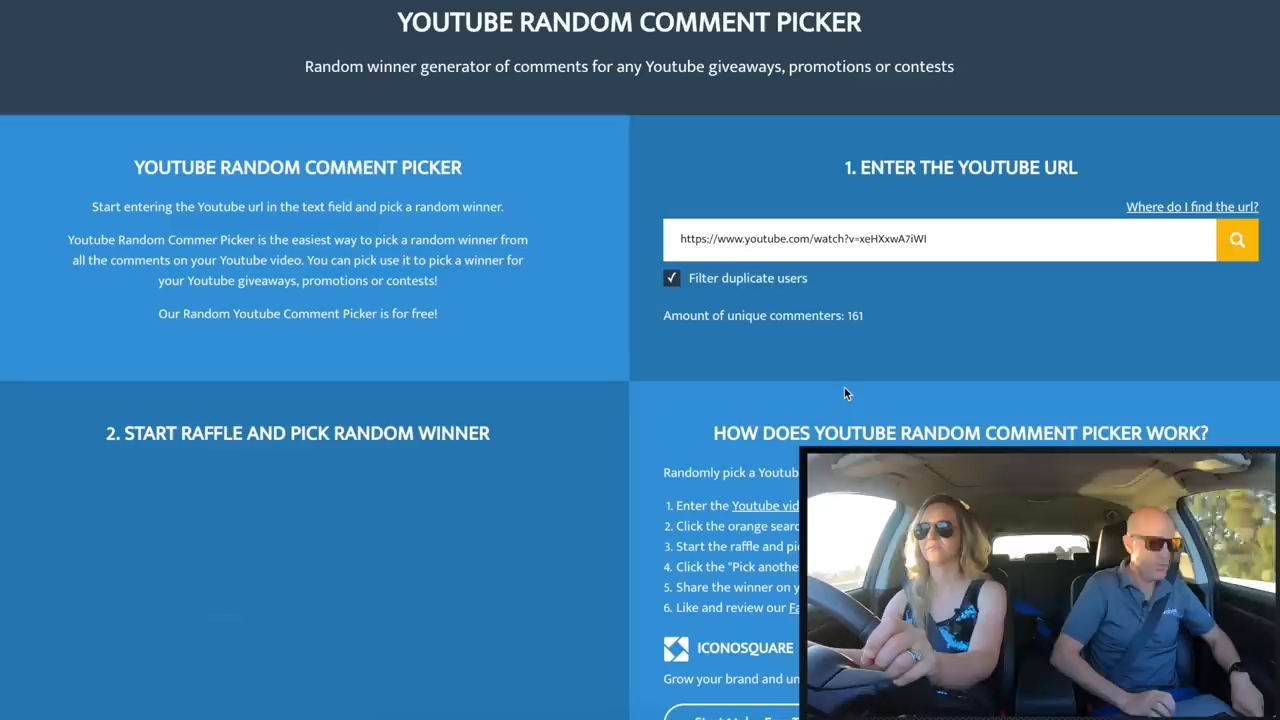 YOUTUBE RANDOM COMMENT PICKER
Random winner generator of comments for any Youtube giveaways, promotions or contests
YOUTUBE RANDOM COMMENT PICKER
Start entering the Youtube url in the text field and pick a random winner.
Youtube Random Commer Picker is the easiest way to pick a random winner from
all the comments on your Youtube video. You can pick use it to pick a winner for
your Youtube giveaways, promotions or contests!
Our Random Youtube Comment Picker is for free!
1. ENTER THE YOUTUBE URL
Where do I find the url?
https://www.youtube.com/watch?v=xeHXxwA7iWI
Filter duplicate users
Amount of unique commenters: 161
2. START RAFFLE AND PICK RANDOM WINNER
HOW DOES YOUTUBE RANDOM COMMENT PICKER WORK?
Randomly pick a Youtub
1. Enter the Youtube vid
2. Click the orange searc
3. Start the raffle and pic
4. Click the "Pick anothe
5. Share the winner on y
6. Like and review our Fa
ICONOSQUARE
Grow your brand and un